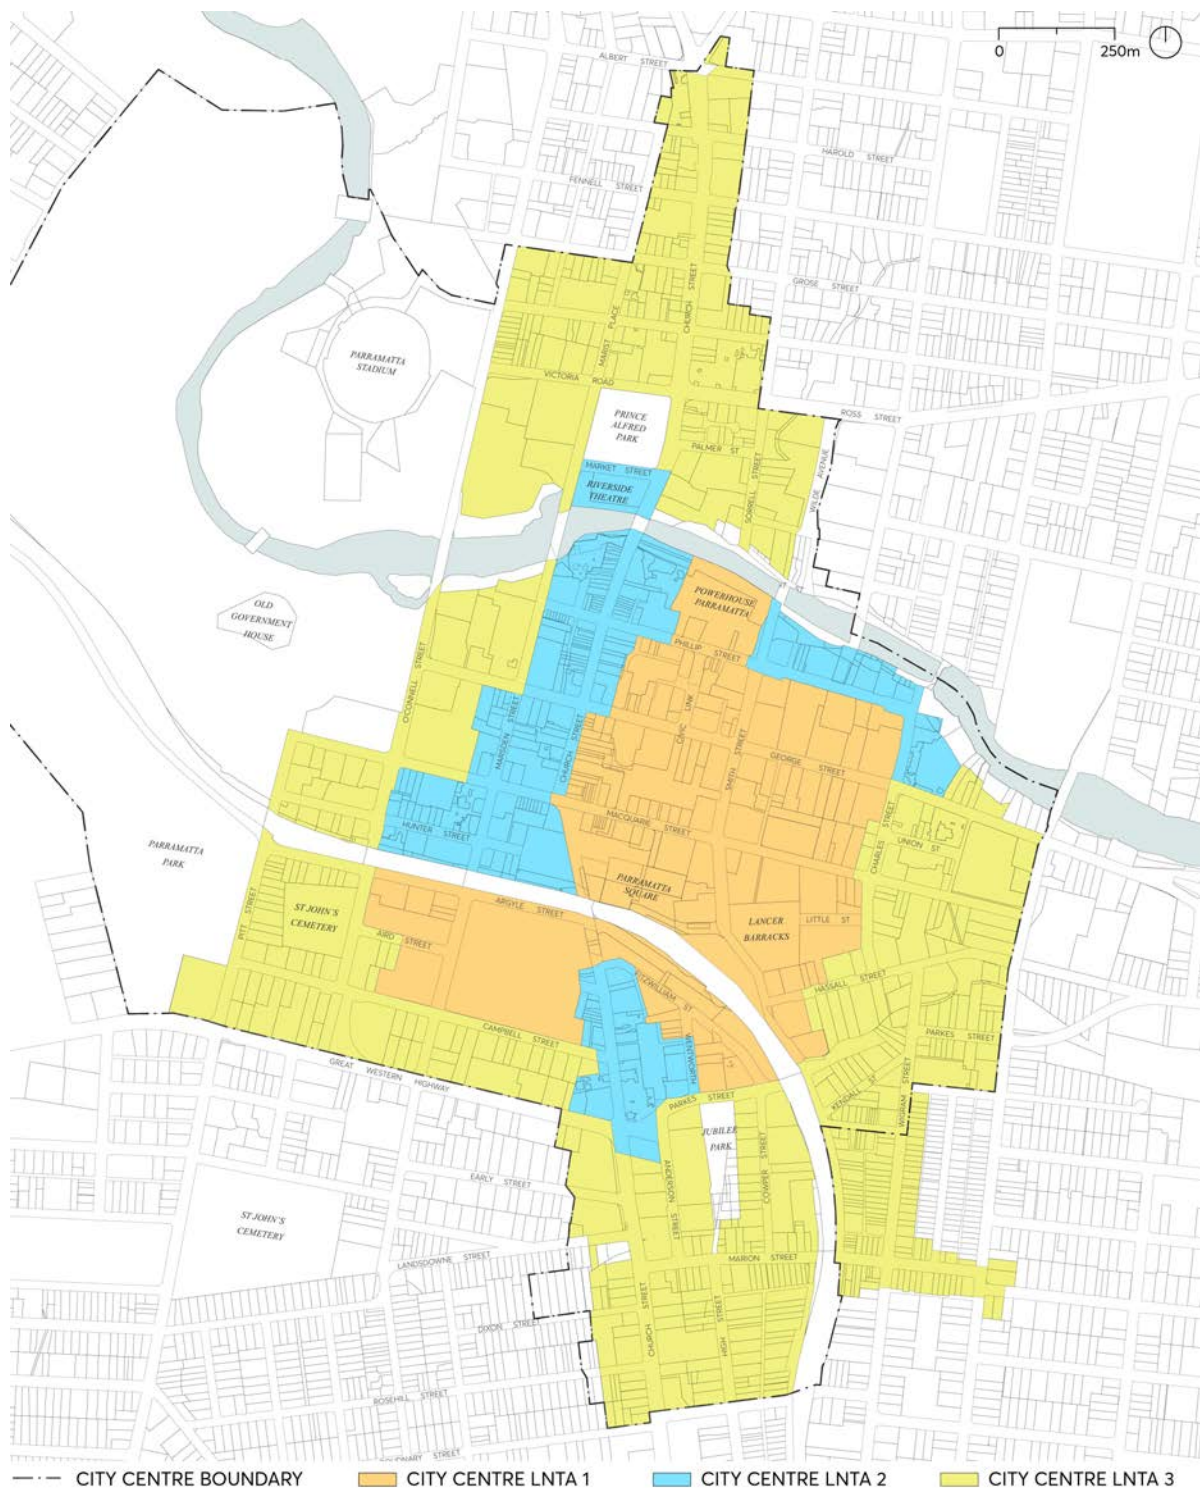 0 250m
ALBERT STREET
HAROLD STREET
FENNELL STREET
GROSE STREET
CHURCH STREET
MARIST PLACE
PARRAMATTA
STADIUM
VICTORIA ROAD
ROSS STREET
PRINCE
ALFRED
PARK
PALMER ST
WILDE AVENUE
SORRELL STREET
MARKET STREET
RIVERSIDE
THEATRE
POWERHOUSE
PARRAMATTA
OLD
GOVERNMENT
HOUSE
PHILLIP STREET
O'CONNELL STREET
MARSDEN STREET
CHURCH STREET
CIVIC LINK
SMITH STREET
GEORGE STREET
MACQUARIE STREET
HUNTER STREET
CHARLES STREET
UNION ST
PARRAMATTA
PARK
PARRAMATTA
SQUARE
PITT STREET
ST JOHN'S
CEMETERY
ARGYLE STREET
LANCER
BARRACKS
LITTLE ST
AIRD STREET
HASSALL STREET
FITZWILLIAM ST
CAMPBELL STREET
WENTWORTH ST
PARKES STREET
GREAT WESTERN HIGHWAY
KENDALL ST
WIGRAM STREET
PARKES STREET
JUBILEE
PARK
COWPER STREET
ANDERSON STREET
EARLY STREET
ST JOHN'S
CEMETERY
LANDSDOWNE STREET
MARION STREET
CHURCH STREET
HIGH STREET
DIXON STREET
ROSEHILL STREET
STREET
CITY CENTRE BOUNDARY CITY CENTRE LNTA 1 CITY CENTRE LNTA 2 CITY CENTRE LNTA 3